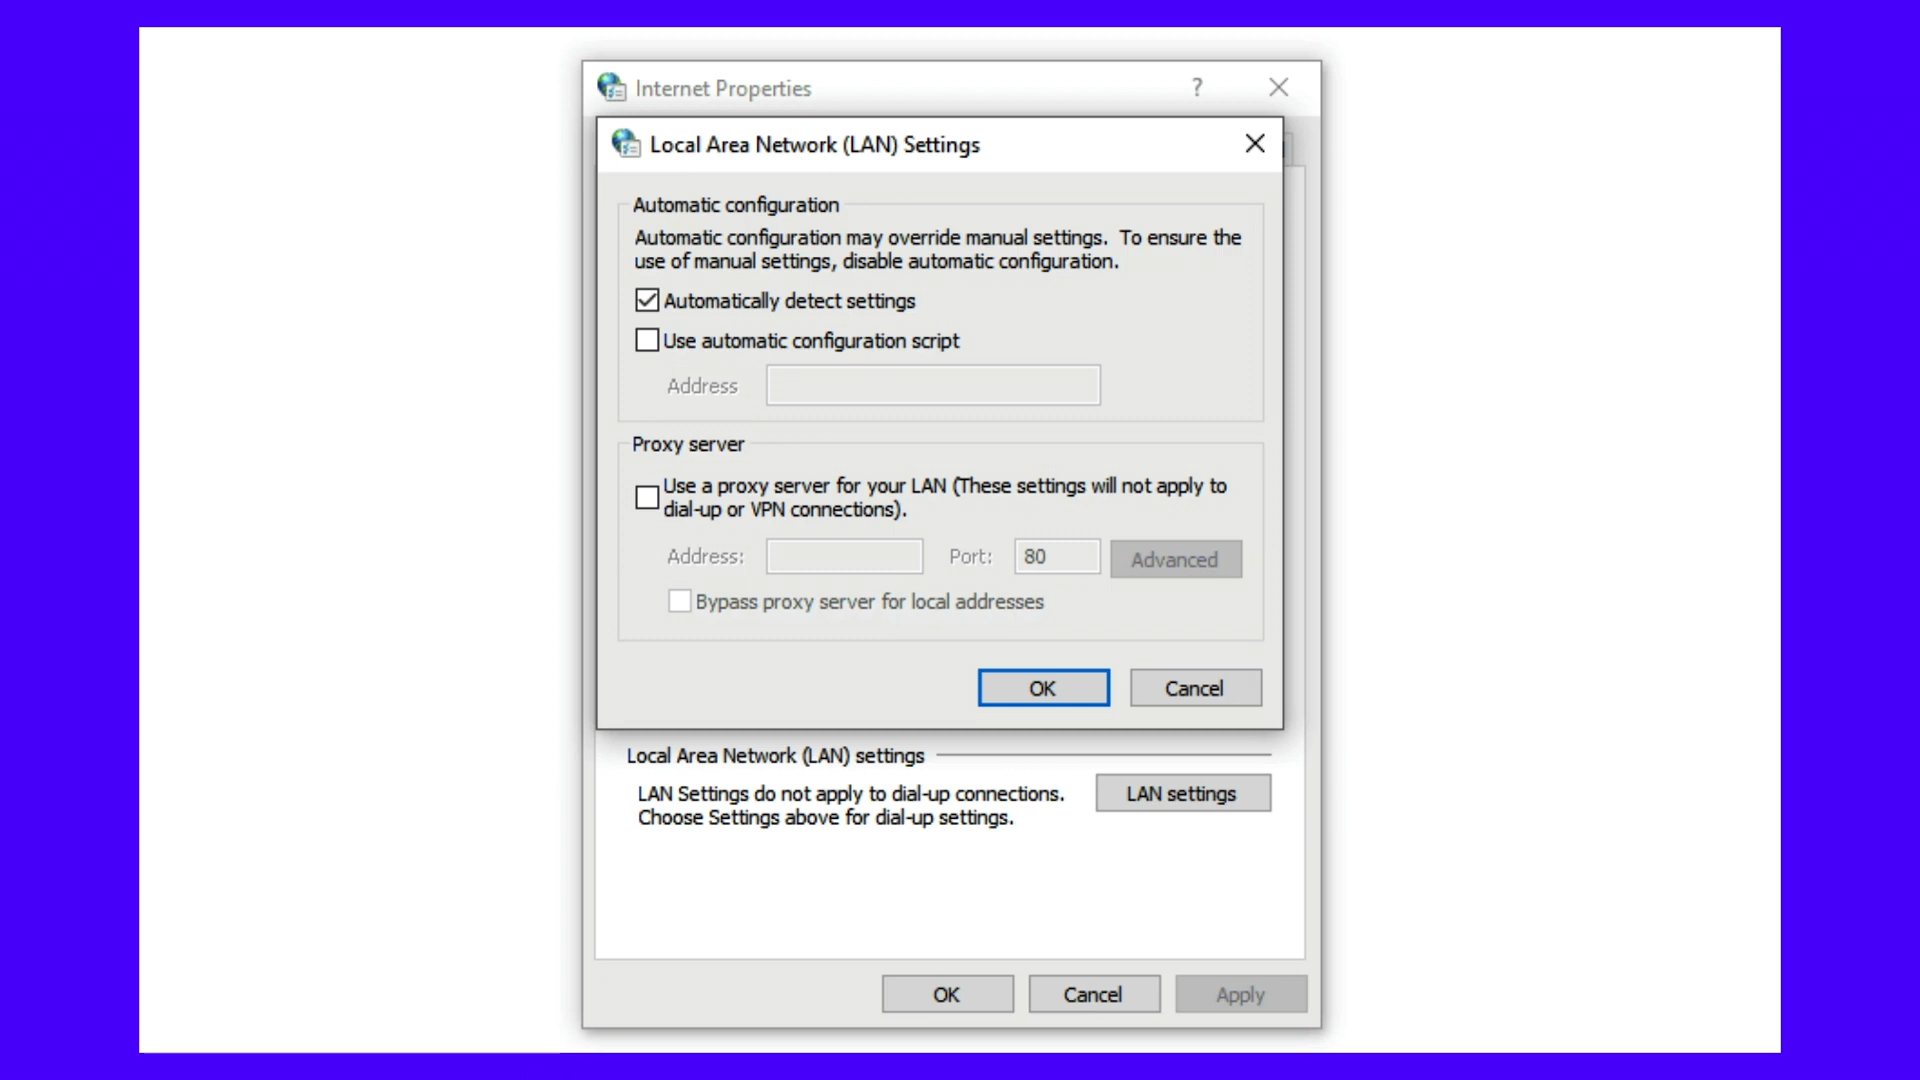 Internet Properties
?
Local Area Network (LAN) Settings
Automatic configuration
Automatic configuration may override manual settings. To ensure the
use of manual settings, disable automatic configuration.
Automatically detect settings
Use automatic configuration script
Address
Proxy server
Use a proxy server for your LAN (These settings will not apply to
dial-up or VPN connections).
Address: Port: 80 Advanced
Bypass proxy server for local addresses
OK Cancel
Local Area Network (LAN) settings
LAN Settings do not apply to dial-up connections.
Choose Settings above for dial-up settings.
LAN settings
OK Cancel Apply